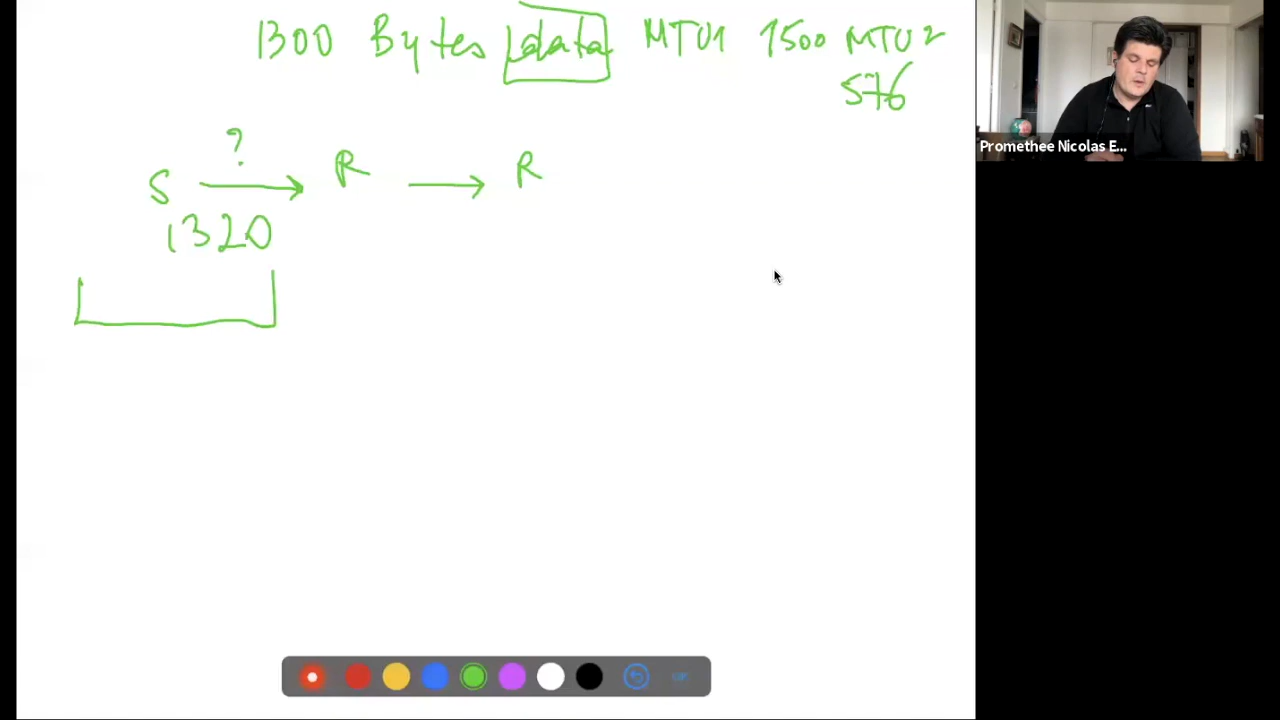 1300 Bytes data MTU1 1500 MTU2
576
?
S → R → R
1320
Promethee Nicolas E...